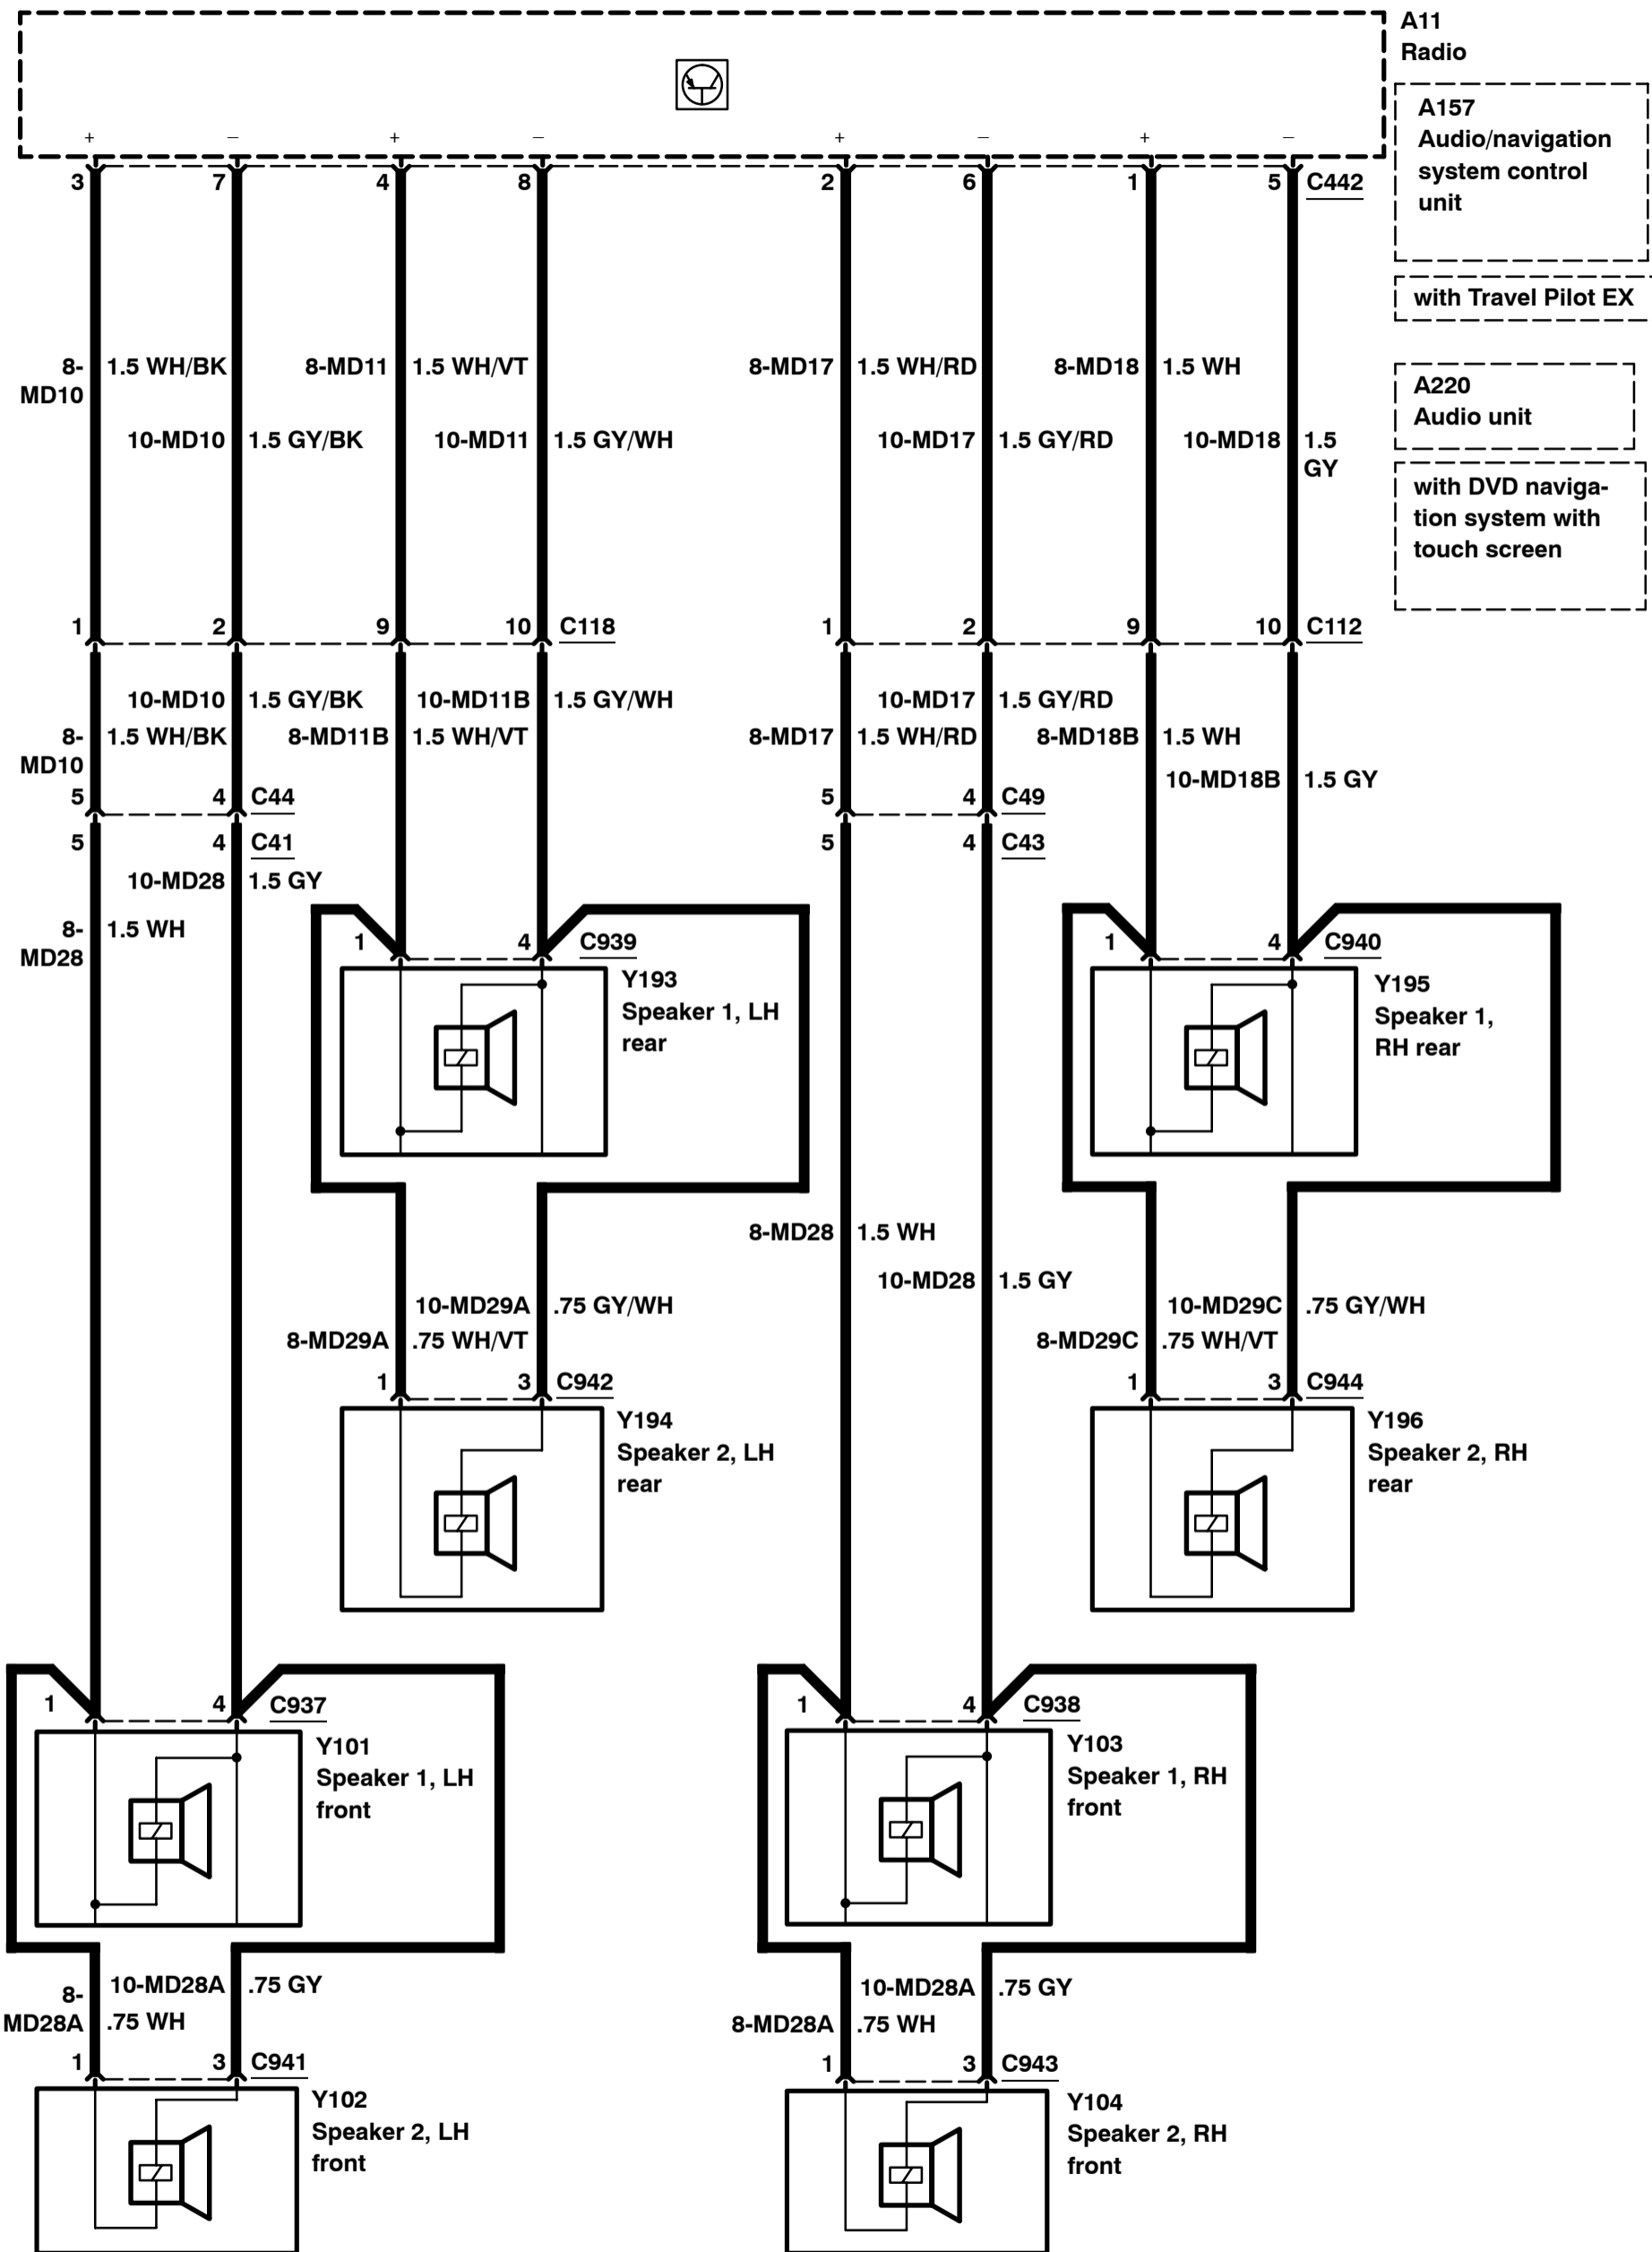 A11
Radio
A157
Audio/navigation
system control
unit
with Travel Pilot EX
A220
Audio unit
with DVD naviga-
tion system with
touch screen
+ – + – + – + –
3 7 4 8 2 6 1 5 C442
8- 1.5 WH/BK 8-MD11 1.5 WH/VT 8-MD17 1.5 WH/RD 8-MD18 1.5 WH
MD10
10-MD10 1.5 GY/BK 10-MD11 1.5 GY/WH 10-MD17 1.5 GY/RD 10-MD18 1.5
GY
1 2 9 10 C118 1 2 9 10 C112
10-MD10 1.5 GY/BK 10-MD11B 1.5 GY/WH 10-MD17 1.5 GY/RD
8- 1.5 WH/BK 8-MD11B 1.5 WH/VT 8-MD17 1.5 WH/RD 8-MD18B 1.5 WH
MD10
10-MD18B 1.5 GY
5 4 C44 5 4 C49
5 4 C41 5 4 C43
10-MD28 1.5 GY
8- 1.5 WH
MD28
1 4 C939 1 4 C940
Y193
Speaker 1, LH
rear
Y195
Speaker 1,
RH rear
8-MD28 1.5 WH
10-MD28 1.5 GY
10-MD29A .75 GY/WH 10-MD29C .75 GY/WH
8-MD29A .75 WH/VT 8-MD29C .75 WH/VT
1 3 C942 1 3 C944
Y194
Speaker 2, LH
rear
Y196
Speaker 2, RH
rear
1 4 C937 1 4 C938
Y101
Speaker 1, LH
front
Y103
Speaker 1, RH
front
10-MD28A .75 GY 10-MD28A .75 GY
8-
MD28A .75 WH 8-MD28A .75 WH
1 3 C941 1 3 C943
Y102
Speaker 2, LH
front
Y104
Speaker 2, RH
front